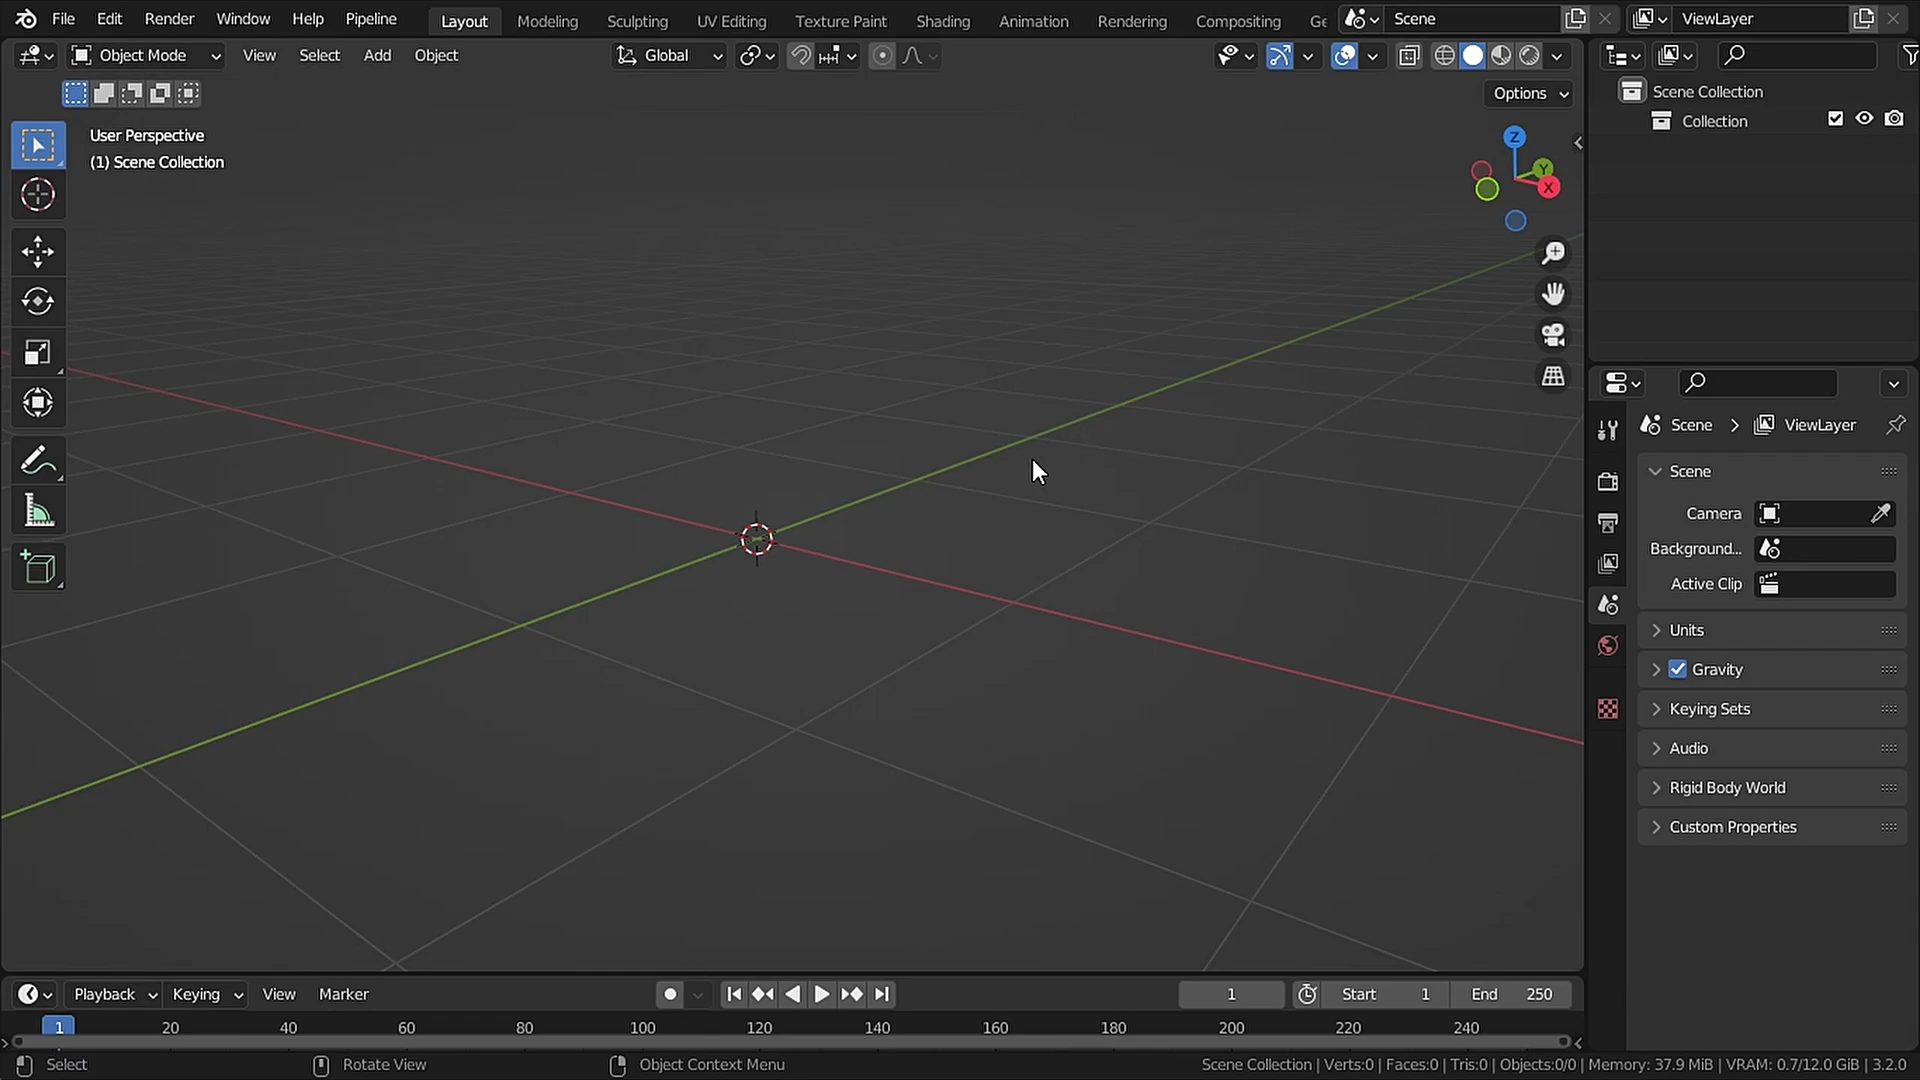 File Edit Render Window Help Pipeline Layout Modeling Sculpting UV Editing Texture Paint Shading Animation Rendering Compositing Ge Scene ViewLayer
Object Mode View Select Add Object Global
Options
User Perspective
(1) Scene Collection
Z
Y
X
Scene Collection
Collection
Scene > ViewLayer
Scene
Camera
Background...
Active Clip
Units
Gravity
Keying Sets
Audio
Rigid Body World
Custom Properties
Playback Keying View Marker 1 Start 1 End 250
1 20 40 60 80 100 120 140 160 180 200 220 240
Select Rotate View Object Context Menu Scene Collection | Verts:0 | Faces:0 | Tris:0 | Objects:0/0 | Memory: 37.9 MiB | VRAM: 0.7/12.0 GiB | 3.2.0